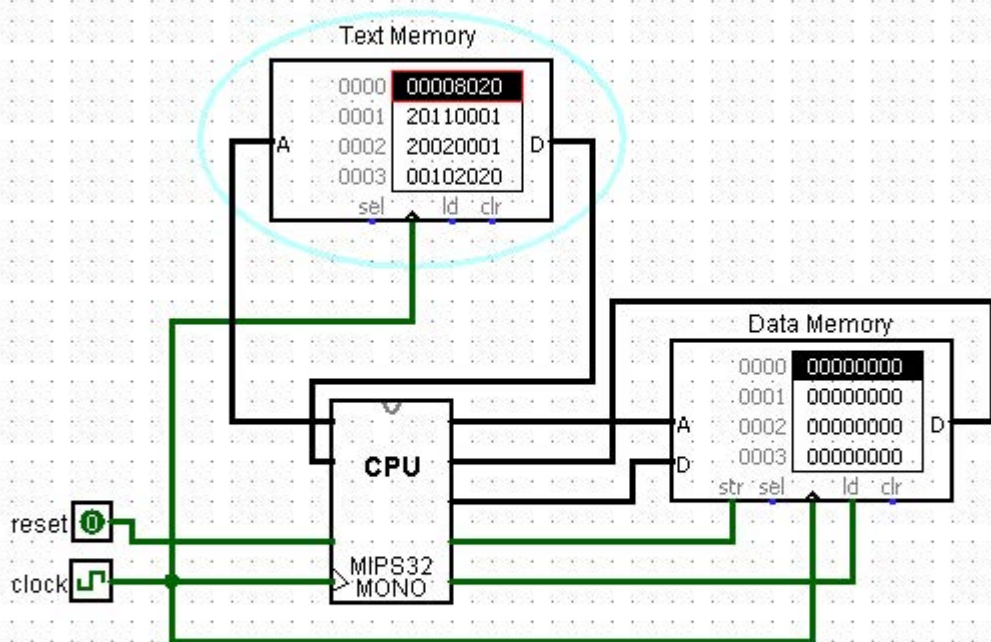 Text Memory
0000 00008020
0001 20110001
A 0002 20020001 D
0003 00102020
sel ld clr
Data Memory
0000 00000000
0001 00000000
A 0002 00000000 D
D 0003 00000000
str sel ld clr
CPU
MIPS32
MONO
reset 0
clock